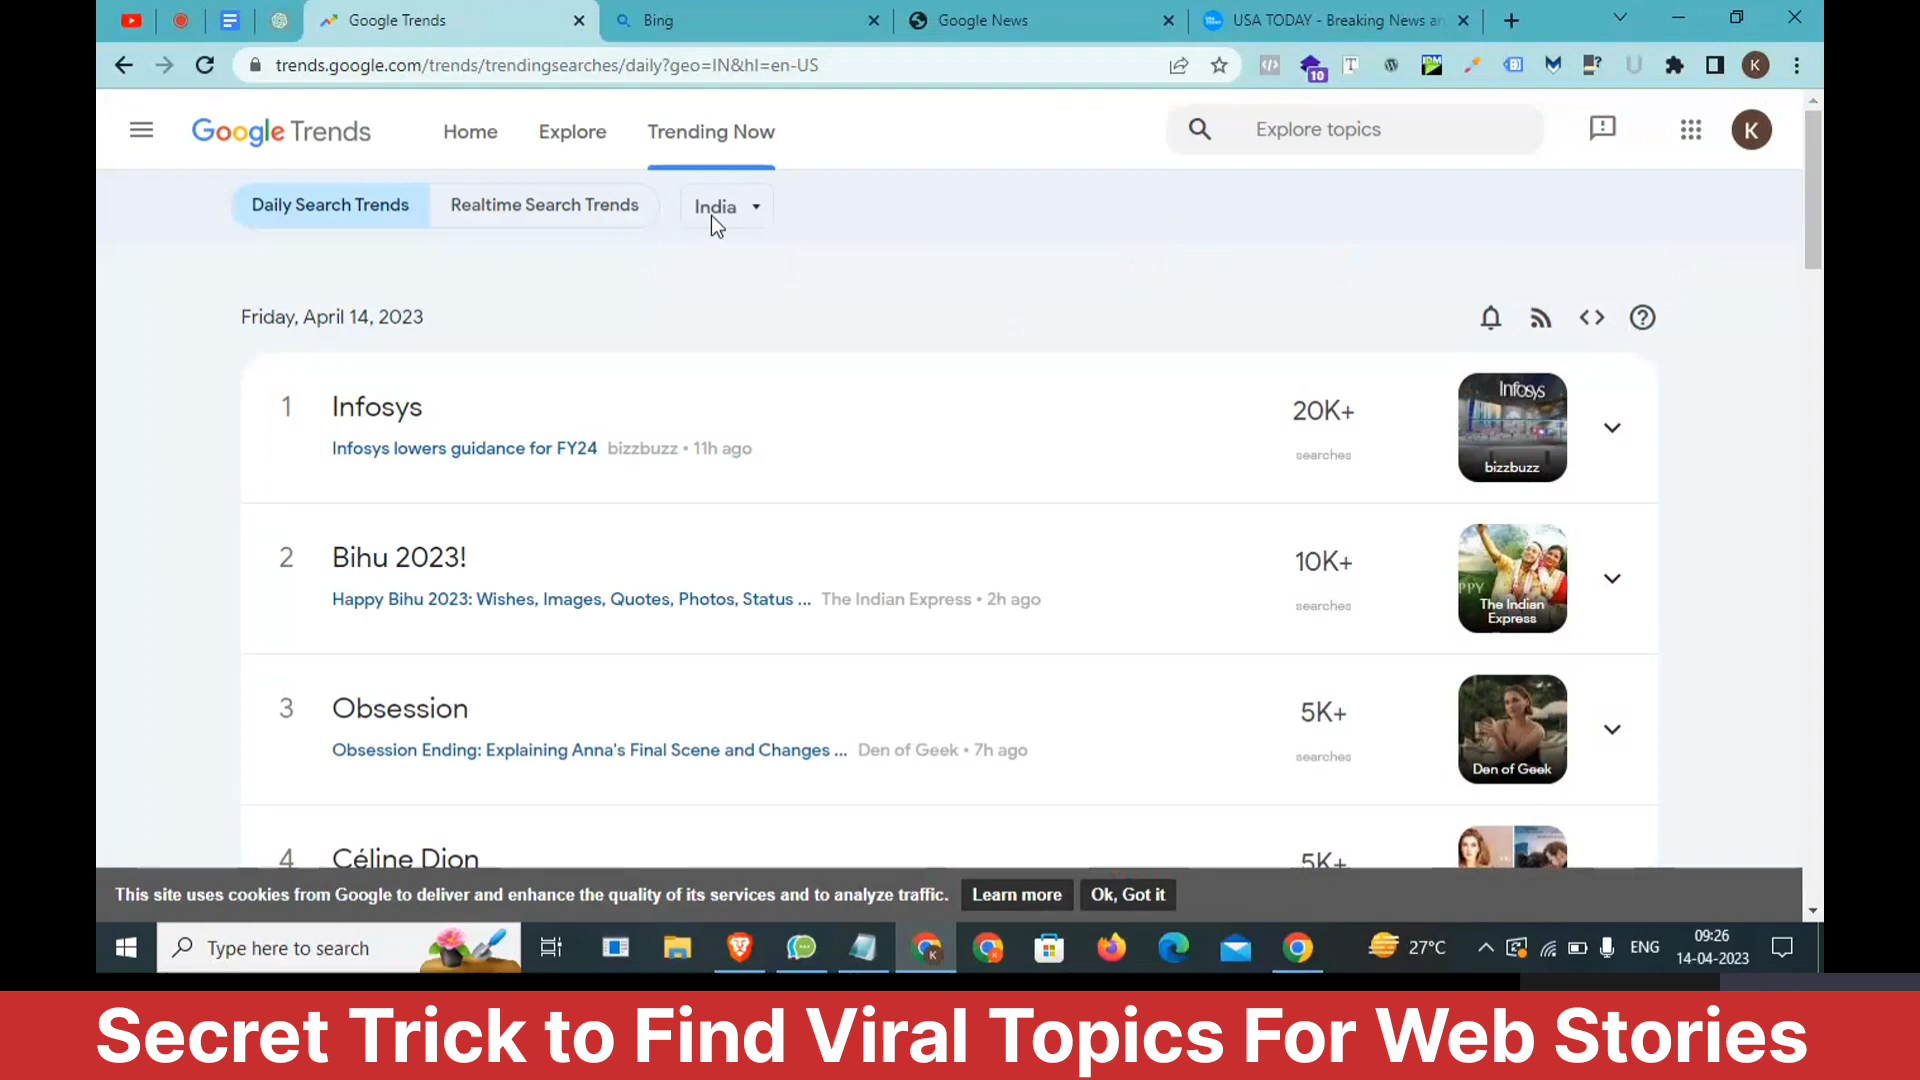 Google Trends
Bing
Google News
USA TODAY - Breaking News an
trends.google.com/trends/trendingsearches/daily?geo=IN&hl=en-US
10
T
K
Google Trends
Home
Explore
Trending Now
Explore topics
K
Daily Search Trends
Realtime Search Trends
India
Friday, April 14, 2023
1
Infosys
Infosys lowers guidance for FY24 bizzbuzz • 11h ago
20K+
searches
Infosys
bizzbuzz
2
Bihu 2023!
Happy Bihu 2023: Wishes, Images, Quotes, Photos, Status ... The Indian Express • 2h ago
10K+
searches
PPY
The Indian
Express
3
Obsession
Obsession Ending: Explaining Anna's Final Scene and Changes ... Den of Geek • 7h ago
5K+
searches
Den of Geek
4
Céline Dion
5K+
This site uses cookies from Google to deliver and enhance the quality of its services and to analyze traffic.
Learn more
Ok, Got it
Type here to search
K
27°C
ENG
09:26
14-04-2023
Secret Trick to Find Viral Topics For Web Stories